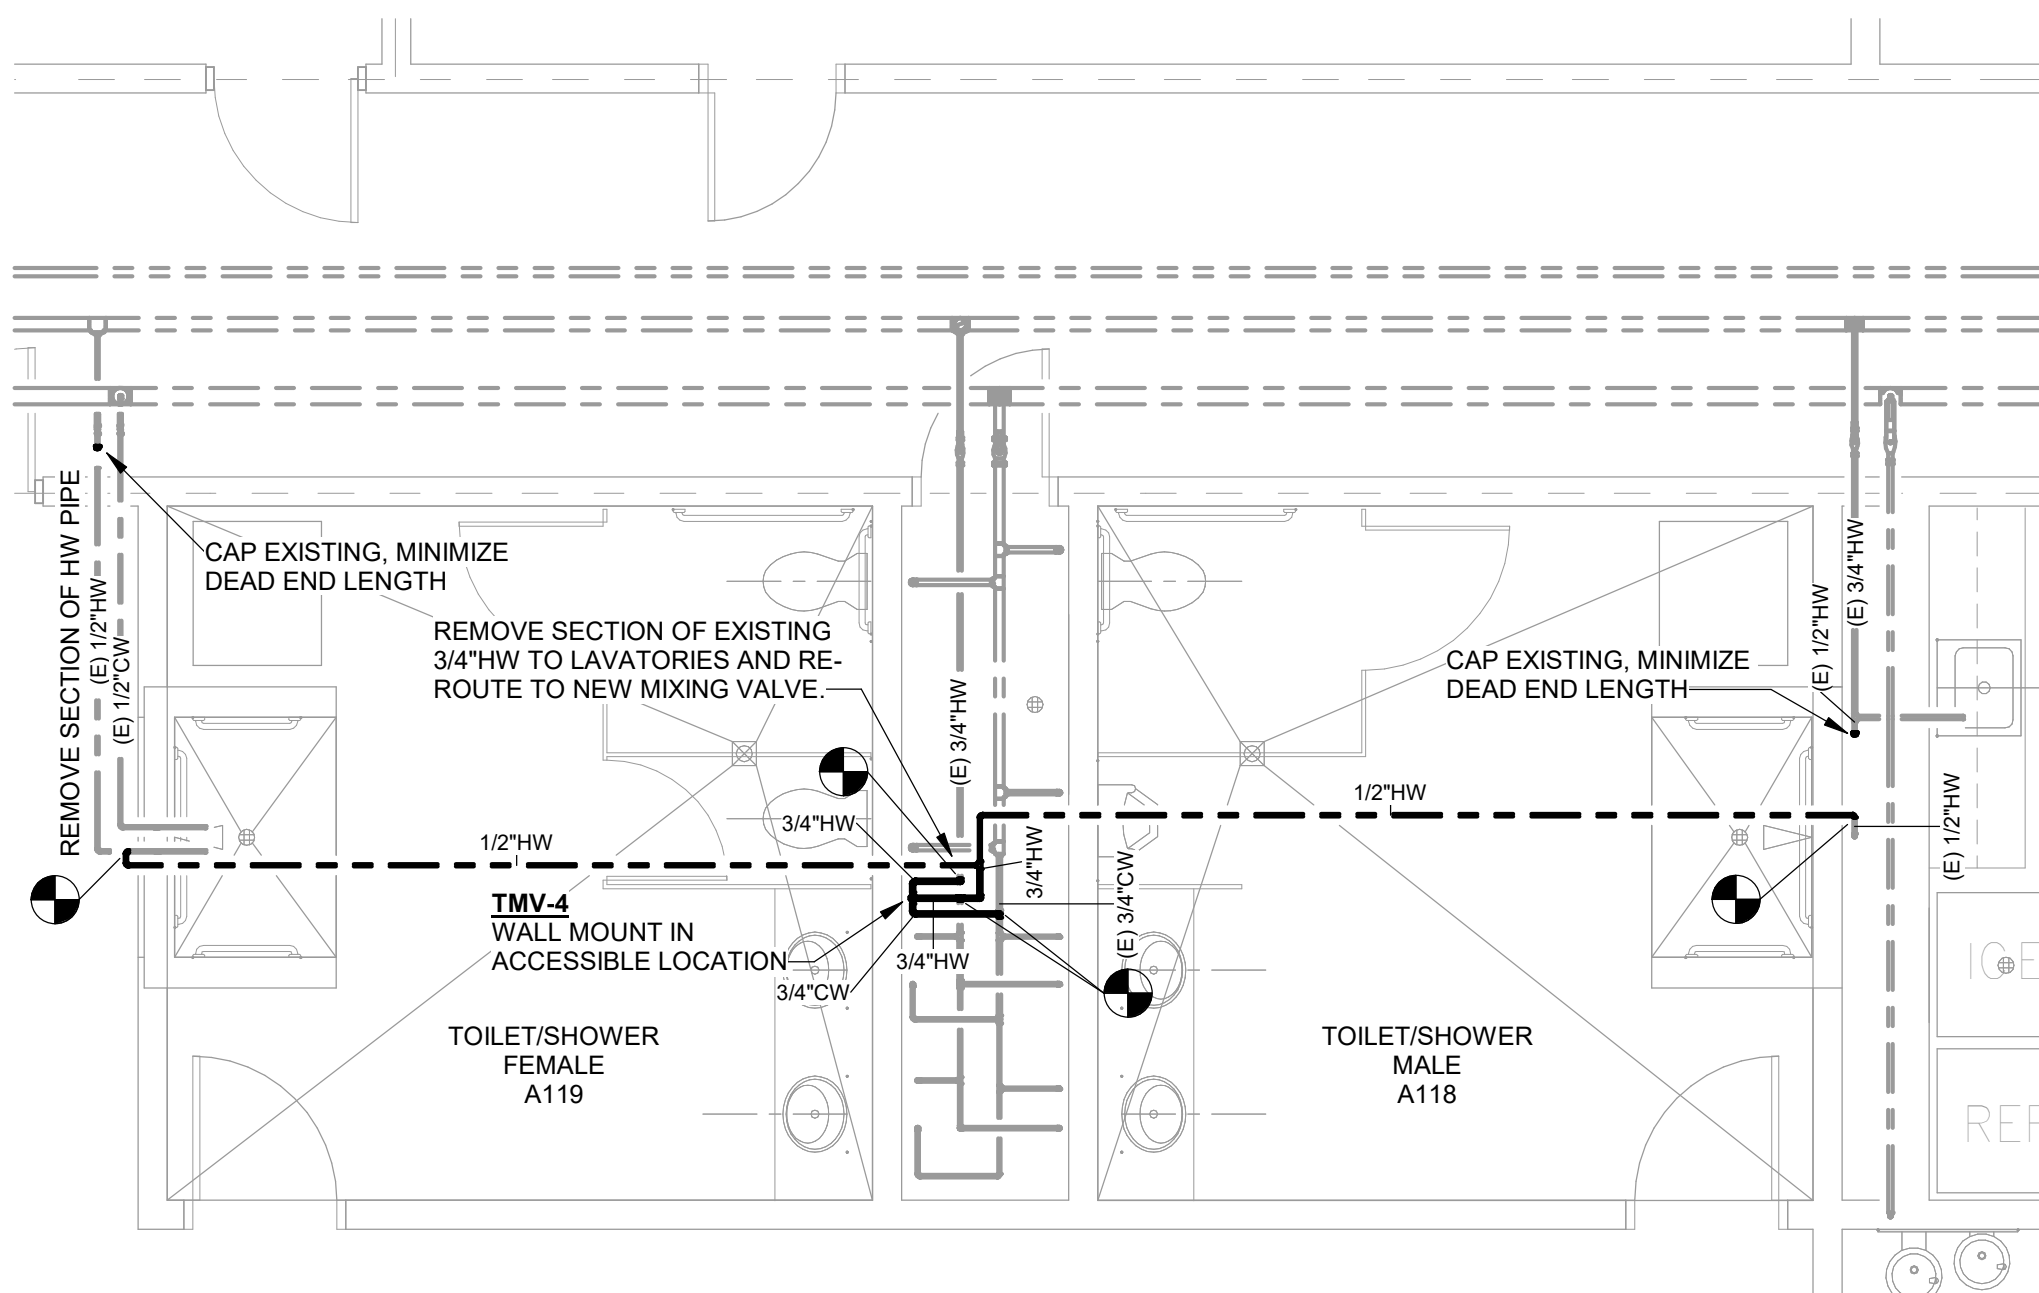 REMOVE SECTION OF HW PIPE
(E) 1/2"HW
(E) 1/2"CW
CAP EXISTING, MINIMIZE
DEAD END LENGTH
REMOVE SECTION OF EXISTING
3/4"HW TO LAVATORIES AND RE-
ROUTE TO NEW MIXING VALVE.
(E) 3/4"HW
CAP EXISTING, MINIMIZE
DEAD END LENGTH
(E) 1/2"HW
(E) 3/4"HW
1/2"HW
3/4"HW
1/2"HW
3/4"HW
(E) 3/4"CW
(E) 1/2"HW
TMV-4
WALL MOUNT IN
ACCESSIBLE LOCATION
3/4"HW
3/4"CW
ICE
TOILET/SHOWER
FEMALE
A119
TOILET/SHOWER
MALE
A118
REF